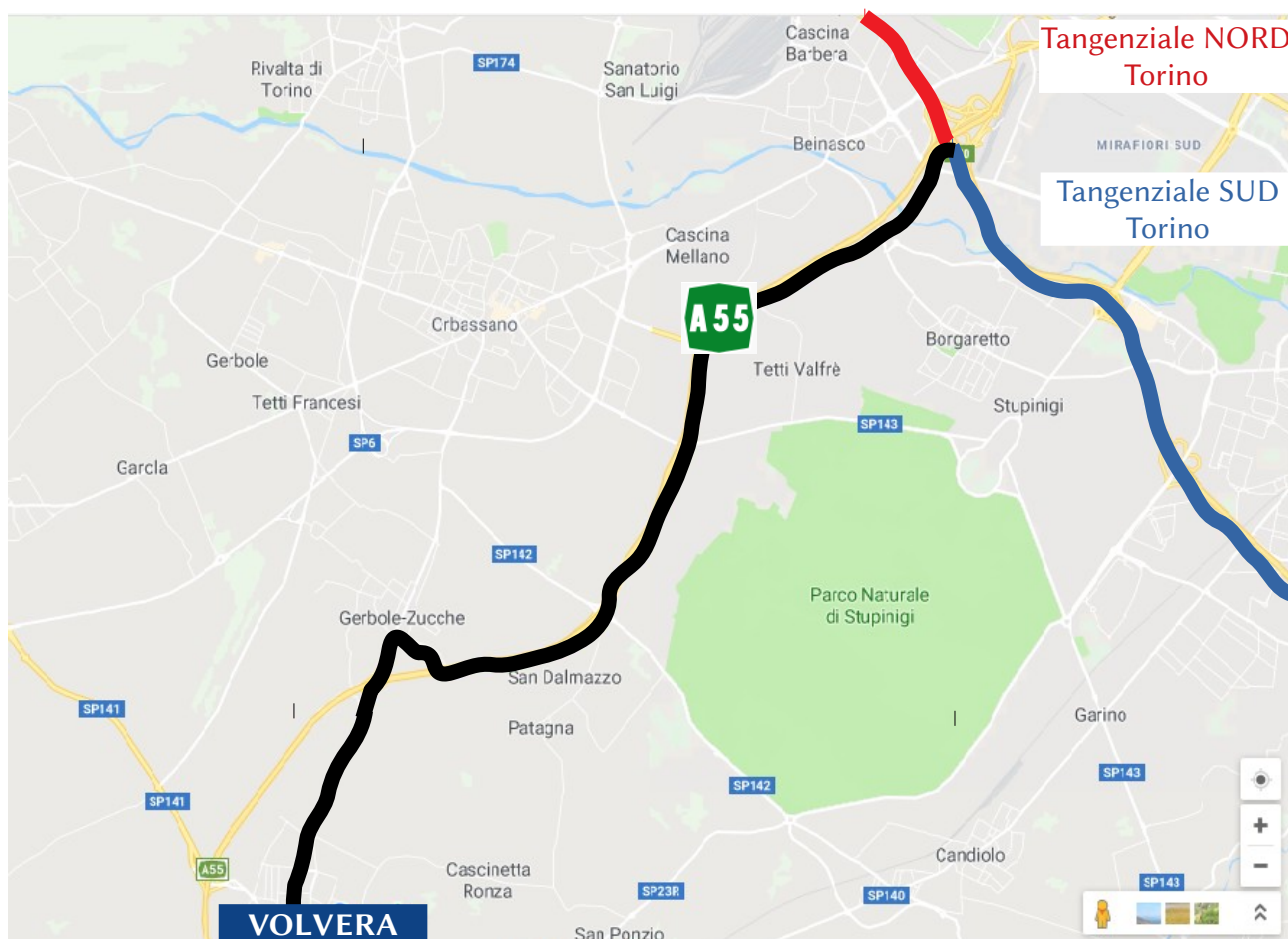 Cascina
Barbera
Tangenziale NORD
Torino
Rivalta di
Torino
SP174
Sanatorio
San Luigi
Beinasco
MIRAFIORI SUD
Tangenziale SUD
Torino
Cascina
Mellano
A55
Crbassano
Borgaretto
Gerbole
Tetti Valfrè
Tetti Francesi
Stupinigi
SP143
SP6
Garcla
SP142
Parco Naturale
di Stupinigi
Gerbole-Zucche
San Dalmazzo
SP141
Patagna
Garino
SP143
SP142
SP141
Candiolo
A55
Cascinetta
Ronza
SP143
SP23R
SP140
VOLVERA
San Ponzio